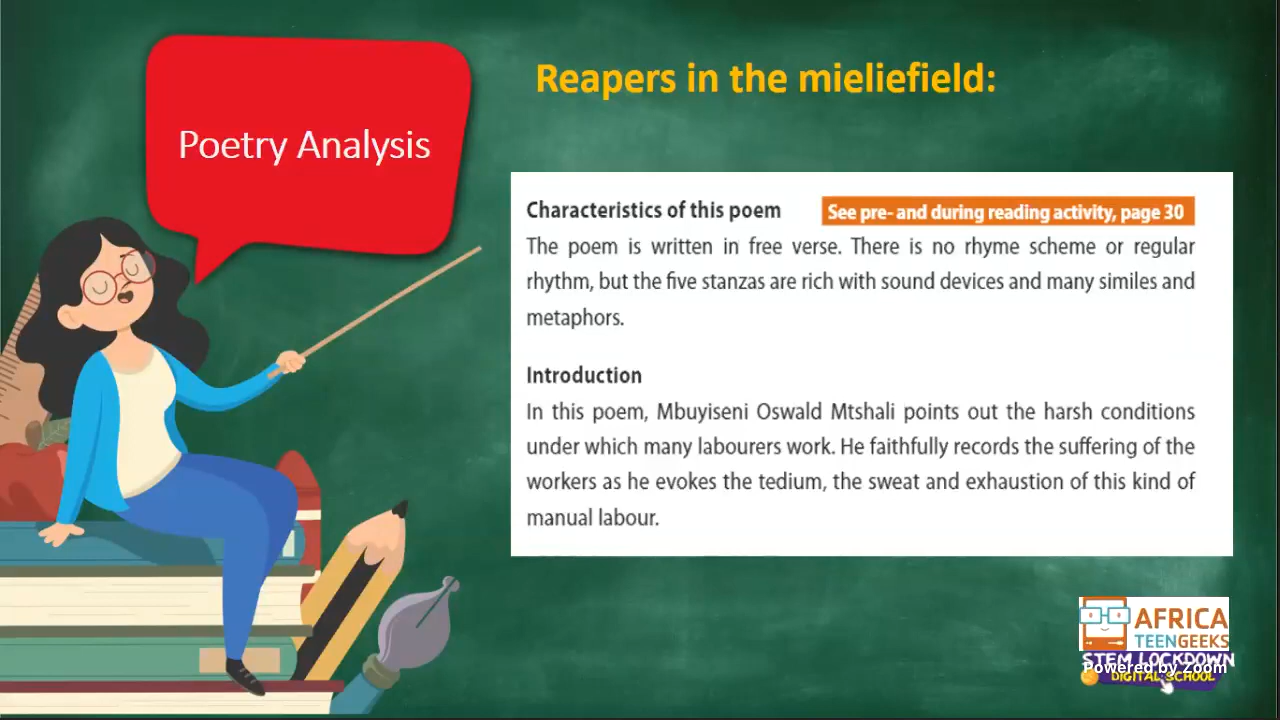 Poetry Analysis
Reapers in the mieliefield:
Characteristics of this poem
See pre- and during reading activity, page 30
The poem is written in free verse. There is no rhyme scheme or regular
rhythm, but the five stanzas are rich with sound devices and many similes and
metaphors.
Introduction
In this poem, Mbuyiseni Oswald Mtshali points out the harsh conditions
under which many labourers work. He faithfully records the suffering of the
workers as he evokes the tedium, the sweat and exhaustion of this kind of
manual labour.
AFRICA
TEENGEEKS
STEM LOCKDOWN
Powered by Zoom
DIGITAL SCHOOL